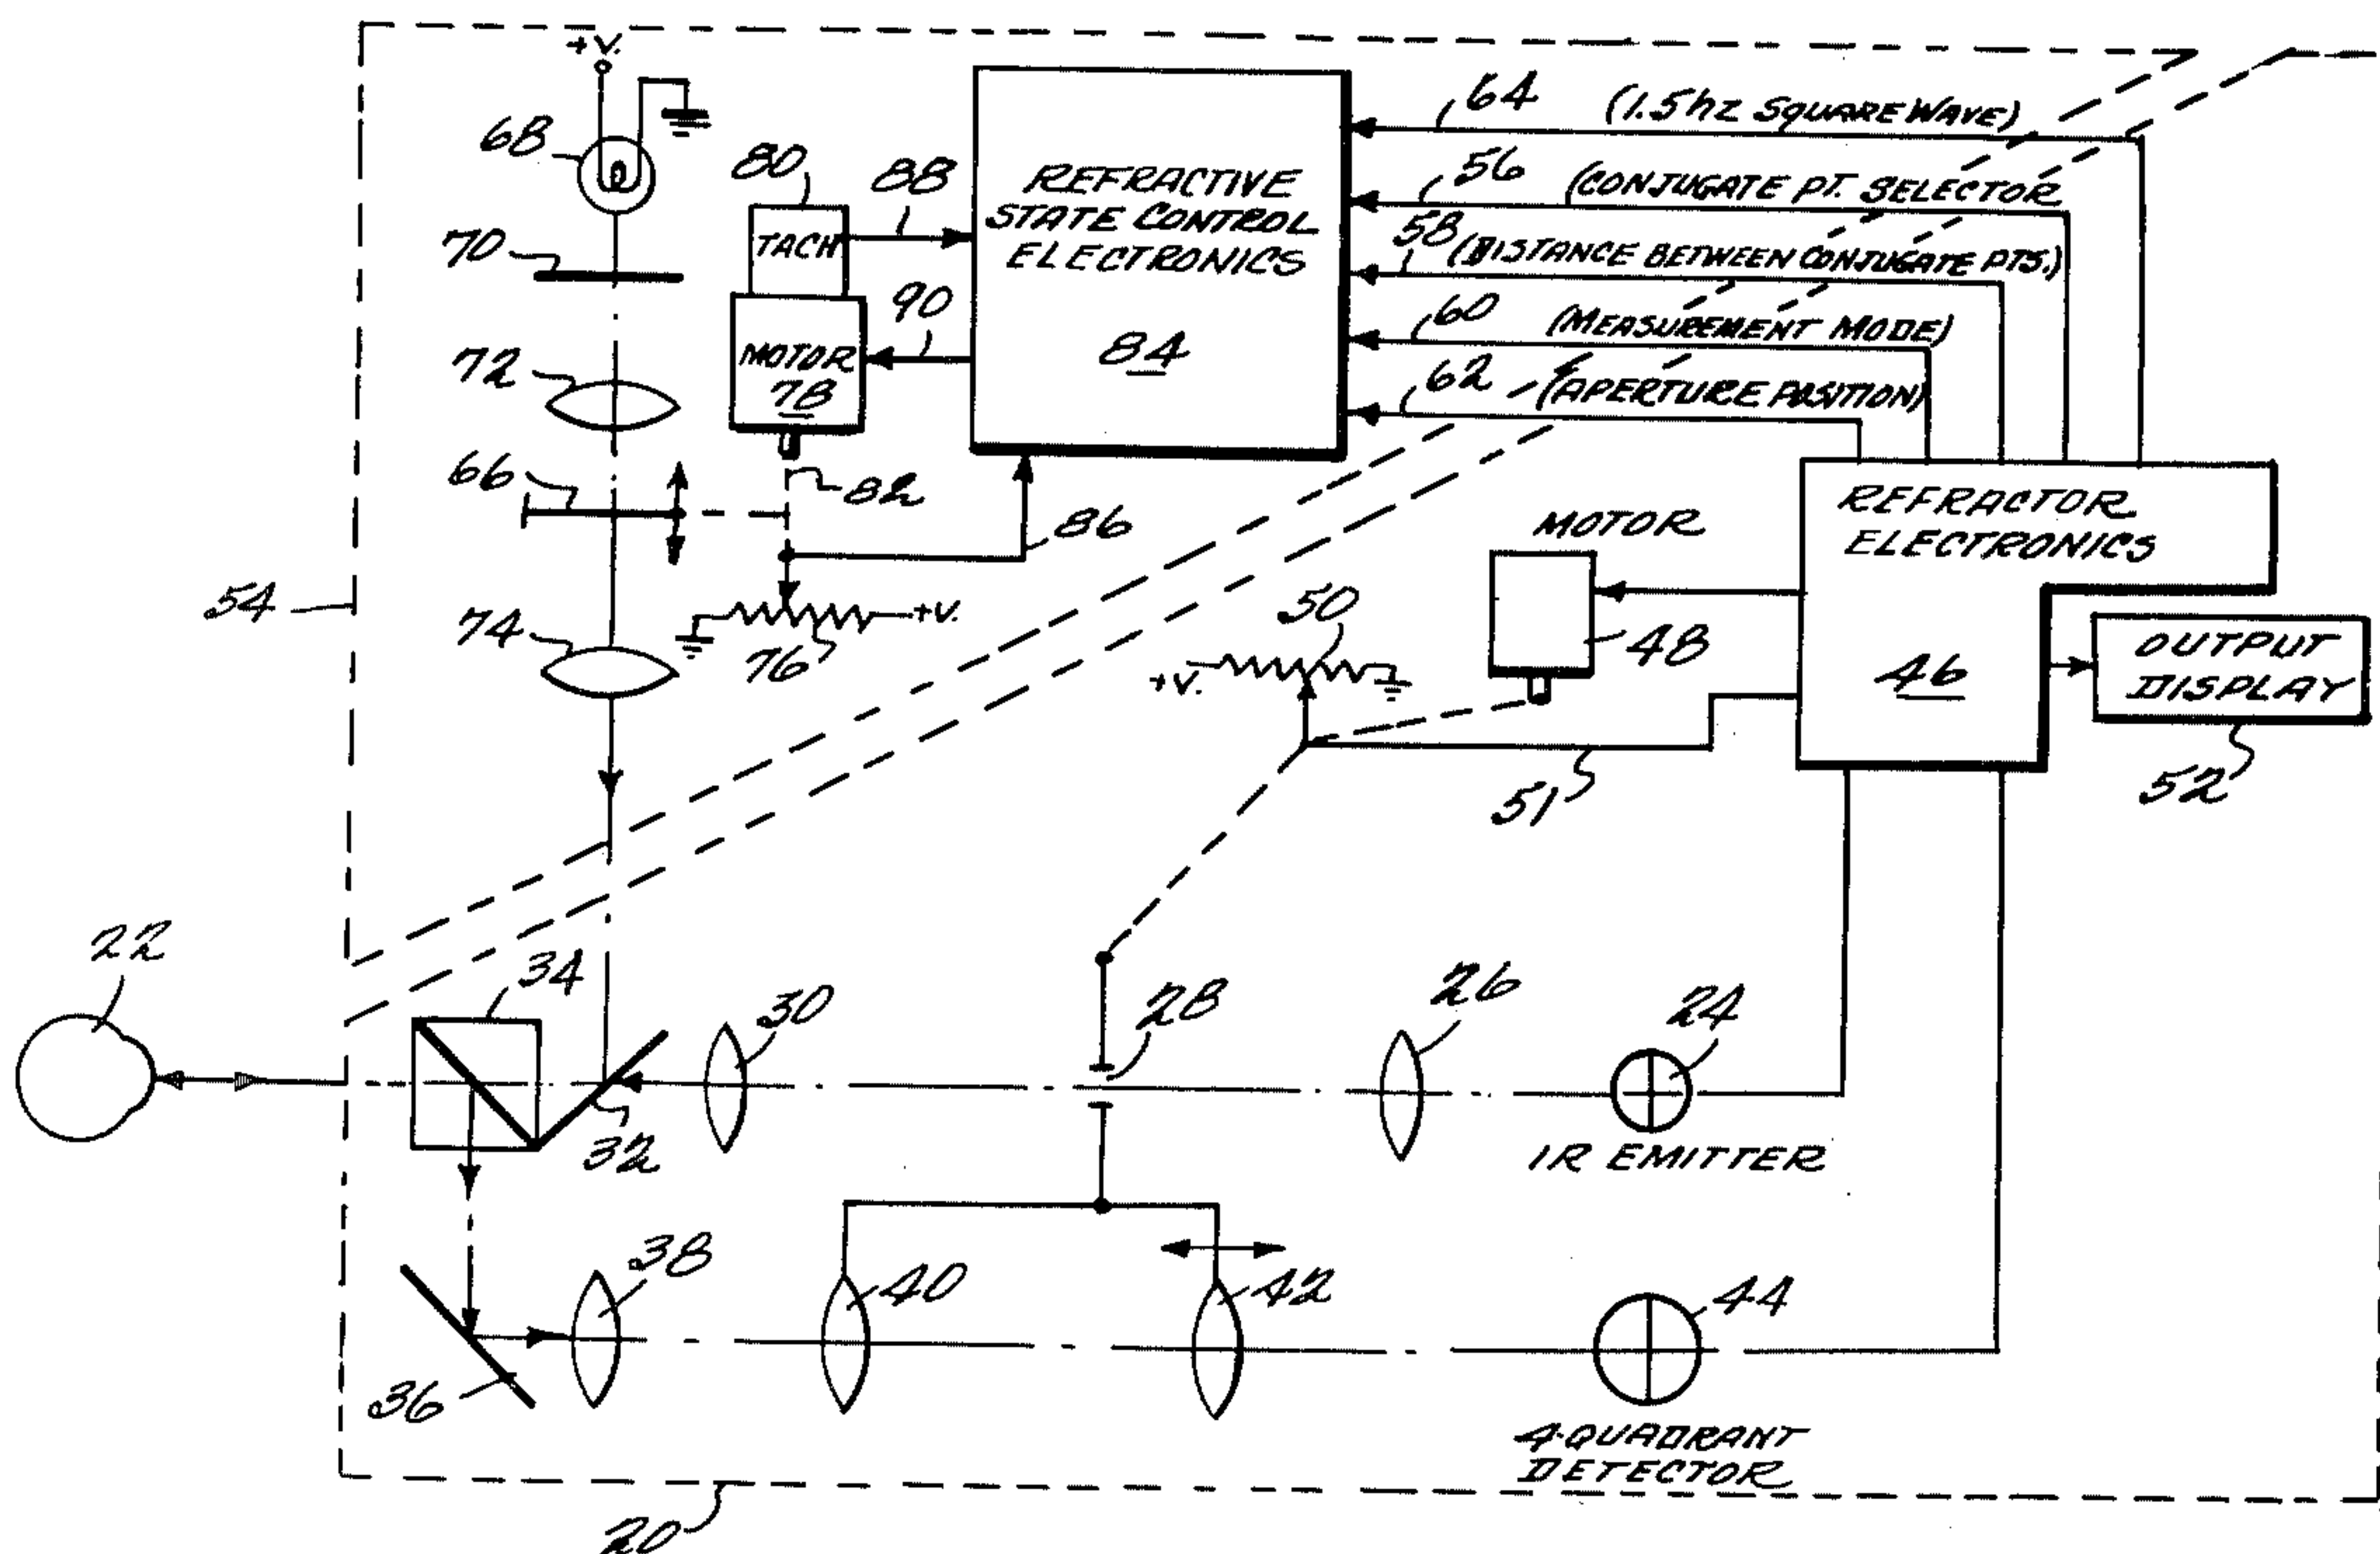 +V.
68
70
72
66
74
54
80
TACH
88
90
MOTOR
78
82
86
76
+V.
REFRACTIVE
STATE CONTROL
ELECTRONICS
84
64 (1.5hz SQUARE WAVE)
56 (CONJUGATE PT. SELECTOR
58 (DISTANCE BETWEEN CONJUGATE PTS.)
60 (MEASUREMENT MODE)
62 (APERTURE POSITION)
REFRACTOR
ELECTRONICS
46
MOTOR
48
50
+V.
51
OUTPUT
DISPLAY
52
22
34
32
30
28
26
24
IR EMITTER
36
38
40
42
44
4-QUADRANT
DETECTOR
20